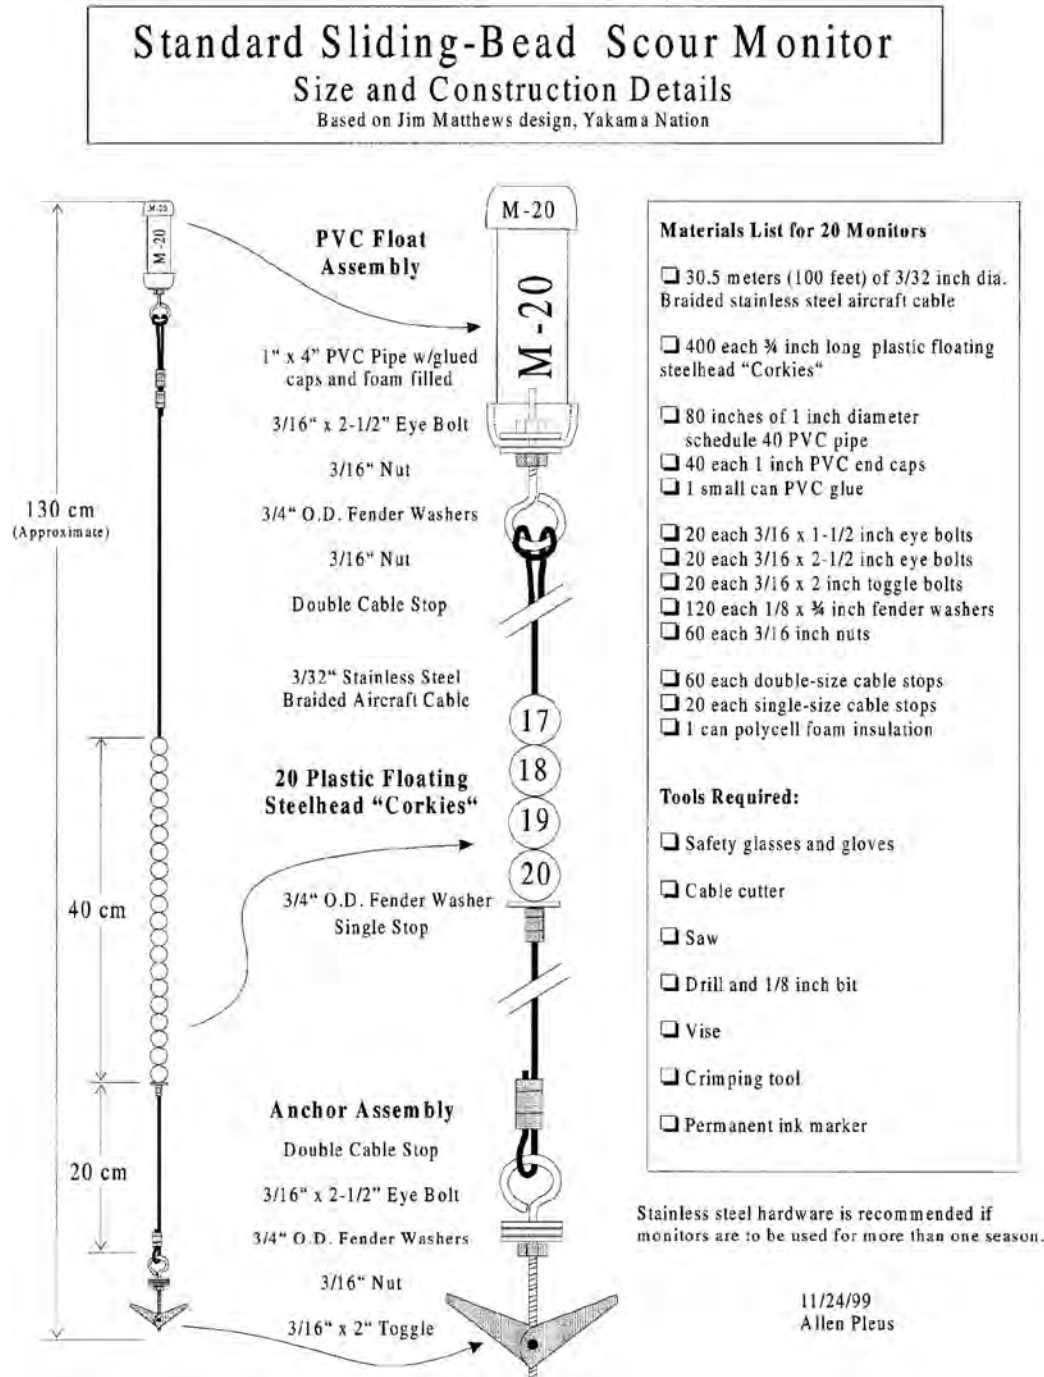 Standard Sliding-Bead Scour Monitor
Size and Construction Details
Based on Jim Matthews design, Yakama Nation
M-20
M-20
130 cm
(Approximate)
40 cm
20 cm
PVC Float
Assembly
1" x 4" PVC Pipe w/glued
caps and foam filled
3/16" x 2-1/2" Eye Bolt
3/16" Nut
3/4" O.D. Fender Washers
3/16" Nut
Double Cable Stop
3/32" Stainless Steel
Braided Aircraft Cable
20 Plastic Floating
Steelhead "Corkies"
3/4" O.D. Fender Washer
Single Stop
Anchor Assembly
Double Cable Stop
3/16" x 2-1/2" Eye Bolt
3/4" O.D. Fender Washers
3/16" Nut
3/16" x 2" Toggle
M-20
M-20
17
18
19
20
Materials List for 20 Monitors
❑ 30.5 meters (100 feet) of 3/32 inch dia.
Braided stainless steel aircraft cable
❑ 400 each ¾ inch long plastic floating
steelhead "Corkies"
❑ 80 inches of 1 inch diameter
schedule 40 PVC pipe
❑ 40 each 1 inch PVC end caps
❑ 1 small can PVC glue
❑ 20 each 3/16 x 1-1/2 inch eye bolts
❑ 20 each 3/16 x 2-1/2 inch eye bolts
❑ 20 each 3/16 x 2 inch toggle bolts
❑ 120 each 1/8 x ¾ inch fender washers
❑ 60 each 3/16 inch nuts
❑ 60 each double-size cable stops
❑ 20 each single-size cable stops
❑ 1 can polycell foam insulation
Tools Required:
❑ Safety glasses and gloves
❑ Cable cutter
❑ Saw
❑ Drill and 1/8 inch bit
❑ Vise
❑ Crimping tool
❑ Permanent ink marker
Stainless steel hardware is recommended if
monitors are to be used for more than one season.
11/24/99
Allen Pleus